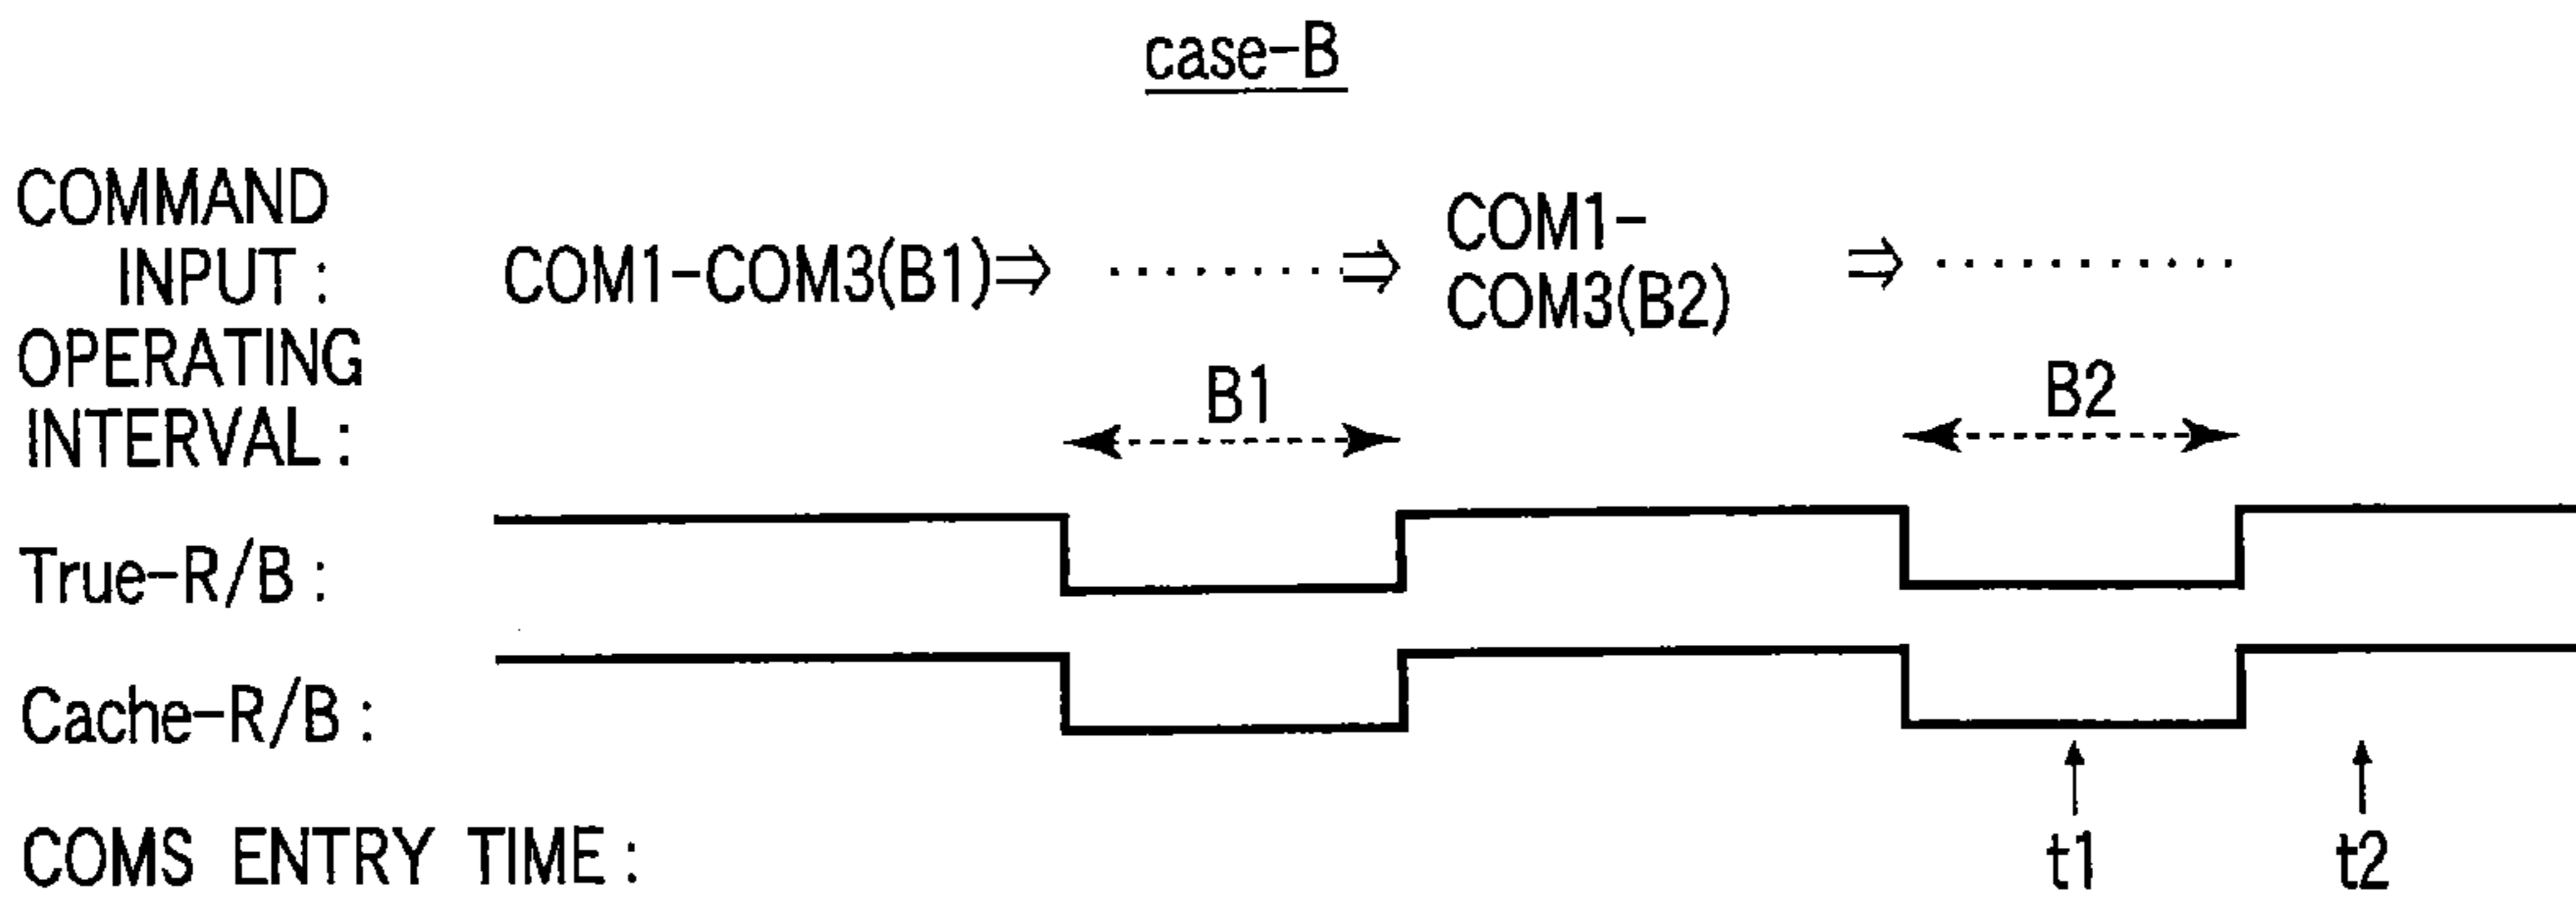 case-B
COMMAND
INPUT :
COM1-COM3(B1)⇒ ·········⇒
COM1-
COM3(B2)
⇒ ···········
OPERATING
INTERVAL :
B1
B2
True-R/B :
Cache-R/B :
COMS ENTRY TIME :
t1
t2